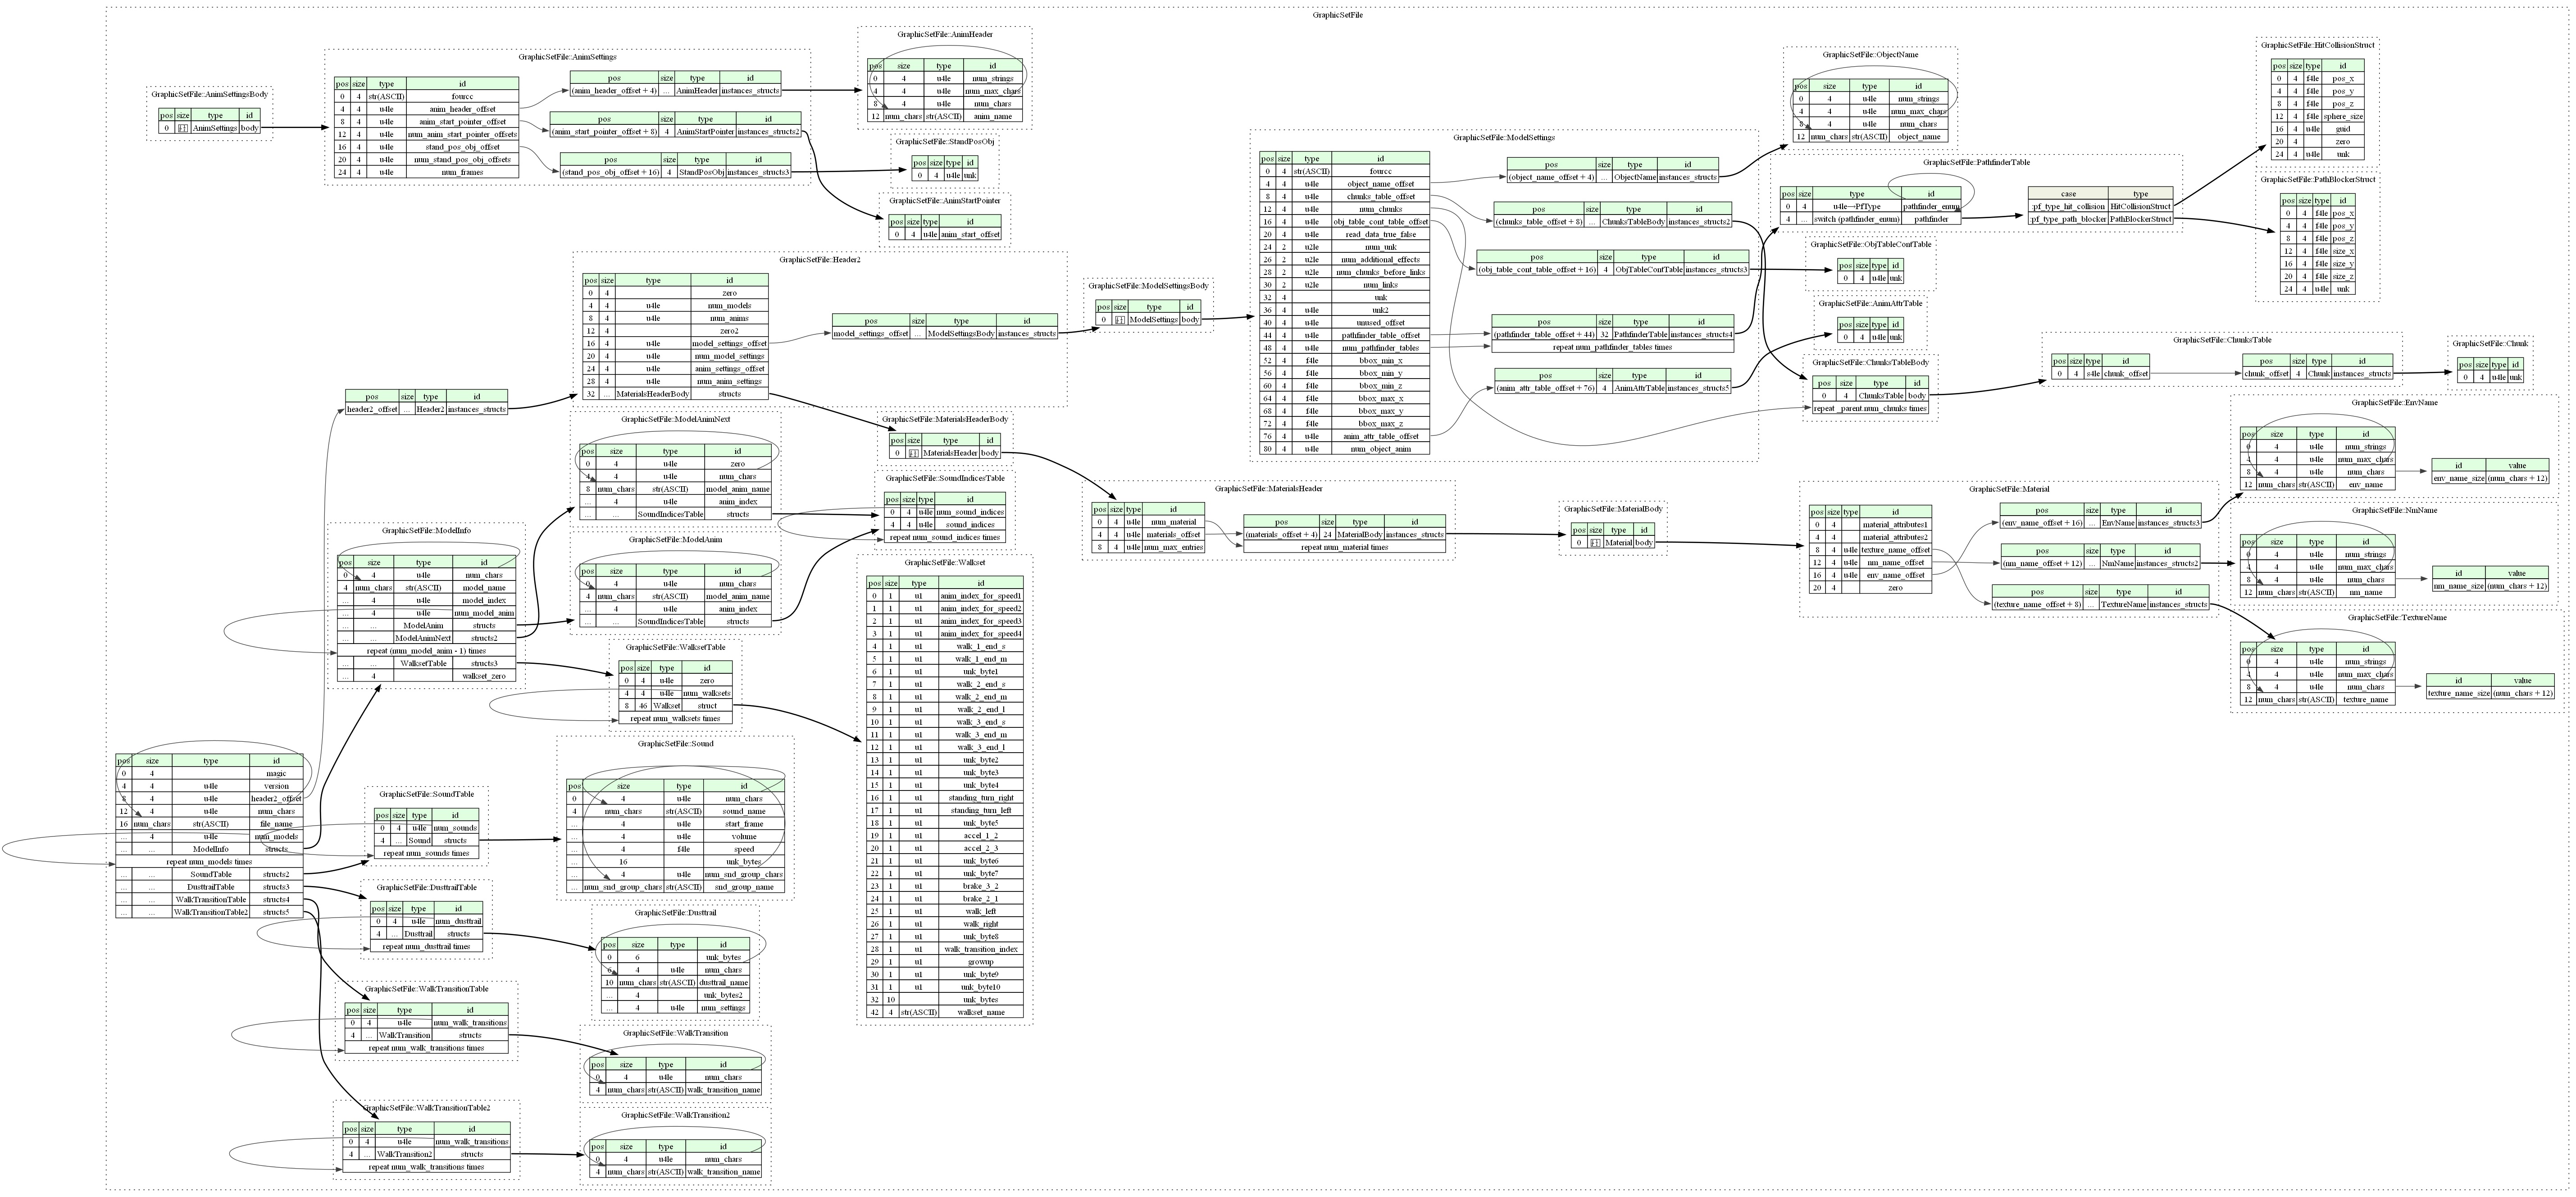 GraphicSetFile
GraphicSetFile::AnimSettingsBody
pos size type id
0 AnimSettings body
GraphicSetFile::AnimSettings
pos size type id
0 4 str(ASCII) fourcc
4 4 u4le anim_header_offset
8 4 u4le anim_start_pointer_offset
12 4 u4le num_anim_start_pointer_offsets
16 4 u4le stand_pos_obj_offset
20 4 u4le num_stand_pos_obj_offsets
24 4 u4le num_frames
pos size type id
(anim_header_offset + 4) ... AnimHeader instances_structs
pos size type id
(anim_start_pointer_offset + 8) 4 AnimStartPointer instances_structs2
pos size type id
(stand_pos_obj_offset + 16) 4 StandPosObj instances_structs3
GraphicSetFile::AnimHeader
pos size type id
0 4 u4le num_strings
4 4 u4le num_max_chars
8 4 u4le num_chars
12 num_chars str(ASCII) anim_name
GraphicSetFile::StandPosObj
pos size type id
0 4 u4le unk
GraphicSetFile::AnimStartPointer
pos size type id
0 4 u4le anim_start_offset
GraphicSetFile::Header2
pos size type id
0 4 zero
4 4 u4le num_models
8 4 u4le num_anims
12 4 zero2
16 4 u4le model_settings_offset
20 4 u4le num_model_settings
24 4 u4le anim_settings_offset
28 4 u4le num_anim_settings
32 ... MaterialsHeaderBody structs
pos size type id
model_settings_offset ... ModelSettingsBody instances_structs
GraphicSetFile::ModelSettingsBody
pos size type id
0 ModelSettings body
GraphicSetFile::ModelSettings
pos size type id
0 4 str(ASCII) fourcc
4 4 u4le object_name_offset
8 4 u4le chunks_table_offset
12 4 u4le num_chunks
16 4 u4le obj_table_cont_table_offset
20 4 u4le read_data_true_false
24 2 u2le num_unk
26 2 u2le num_additional_effects
28 2 u2le num_chunks_before_links
30 2 u2le num_links
32 4 unk
36 4 u4le unk2
40 4 u4le unused_offset
44 4 u4le pathfinder_table_offset
48 4 u4le num_pathfinder_tables
52 4 f4le bbox_min_x
56 4 f4le bbox_min_y
60 4 f4le bbox_min_z
64 4 f4le bbox_max_x
68 4 f4le bbox_max_y
72 4 f4le bbox_max_z
76 4 u4le anim_attr_table_offset
80 4 u4le num_object_anim
pos size type id
(object_name_offset + 4) ... ObjectName instances_structs
pos size type id
(chunks_table_offset + 8) ... ChunksTableBody instances_structs2
pos size type id
(obj_table_cont_table_offset + 16) 4 ObjTableContTable instances_structs3
pos size type id
(pathfinder_table_offset + 44) 32 PathfinderTable instances_structs4
repeat num_pathfinder_tables times
pos size type id
(anim_attr_table_offset + 76) 4 AnimAttrTable instances_structs5
GraphicSetFile::ObjectName
pos size type id
0 4 u4le num_strings
4 4 u4le num_max_chars
8 4 u4le num_chars
12 num_chars str(ASCII) object_name
GraphicSetFile::PathfinderTable
pos size type id
0 4 u4le→PfType pathfinder_enum
4 ... switch (pathfinder_enum) pathfinder
case type
:pf_type_hit_collision HitCollisionStruct
:pf_type_path_blocker PathBlockerStruct
GraphicSetFile::HitCollisionStruct
pos size type id
0 4 f4le pos_x
4 4 f4le pos_y
8 4 f4le pos_z
12 4 f4le sphere_size
16 4 u4le guid
20 4 zero
24 4 u4le unk
GraphicSetFile::PathBlockerStruct
pos size type id
0 4 f4le pos_x
4 4 f4le pos_y
8 4 f4le pos_z
12 4 f4le size_x
16 4 f4le size_y
20 4 f4le size_z
24 4 u4le unk
GraphicSetFile::ObjTableContTable
pos size type id
0 4 u4le unk
GraphicSetFile::AnimAttrTable
pos size type id
0 4 u4le unk
GraphicSetFile::ChunksTableBody
pos size type id
0 4 ChunksTable body
repeat _parent.num_chunks times
GraphicSetFile::ChunksTable
pos size type id
0 4 s4le chunk_offset
pos size type id
chunk_offset 4 Chunk instances_structs
GraphicSetFile::Chunk
pos size type id
0 4 u4le unk
pos size type id
header2_offset ... Header2 instances_structs
GraphicSetFile::ModelAnimNext
pos size type id
0 4 u4le zero
4 4 u4le num_chars
8 num_chars str(ASCII) model_anim_name
... 4 u4le anim_index
... ... SoundIndicesTable structs
GraphicSetFile::MaterialsHeaderBody
pos size type id
0 MaterialsHeader body
GraphicSetFile::SoundIndicesTable
pos size type id
0 4 u4le num_sound_indices
4 4 u4le sound_indices
repeat num_sound_indices times
GraphicSetFile::MaterialsHeader
pos size type id
0 4 u4le num_material
4 4 u4le materials_offset
8 4 u4le num_max_entries
pos size type id
(materials_offset + 4) 24 MaterialBody instances_structs
repeat num_material times
GraphicSetFile::MaterialBody
pos size type id
0 Material body
GraphicSetFile::Material
pos size type id
0 4 material_attributes1
4 4 material_attributes2
8 4 u4le texture_name_offset
12 4 u4le nm_name_offset
16 4 u4le env_name_offset
20 4 zero
pos size type id
(env_name_offset + 16) ... EnvName instances_structs3
pos size type id
(nm_name_offset + 12) ... NmName instances_structs2
pos size type id
(texture_name_offset + 8) ... TextureName instances_structs
GraphicSetFile::EnvName
pos size type id
0 4 u4le num_strings
4 4 u4le num_max_chars
8 4 u4le num_chars
12 num_chars str(ASCII) env_name
id value
env_name_size (num_chars + 12)
GraphicSetFile::NmName
pos size type id
0 4 u4le num_strings
4 4 u4le num_max_chars
8 4 u4le num_chars
12 num_chars str(ASCII) nm_name
id value
nm_name_size (num_chars + 12)
GraphicSetFile::TextureName
pos size type id
0 4 u4le num_strings
4 4 u4le num_max_chars
8 4 u4le num_chars
12 num_chars str(ASCII) texture_name
id value
texture_name_size (num_chars + 12)
GraphicSetFile::ModelInfo
pos size type id
0 4 u4le num_chars
4 num_chars str(ASCII) model_name
... 4 u4le model_index
... 4 u4le num_model_anim
... ... ModelAnim structs
... ... ModelAnimNext structs2
repeat (num_model_anim - 1) times
... ... WalksetTable structs3
... 4 walkset_zero
GraphicSetFile::ModelAnim
pos size type id
0 4 u4le num_chars
4 num_chars str(ASCII) model_anim_name
... 4 u4le anim_index
... ... SoundIndicesTable structs
GraphicSetFile::WalksetTable
pos size type id
0 4 u4le zero
4 4 u4le num_walksets
8 46 Walkset struct
repeat num_walksets times
GraphicSetFile::Walkset
pos size type id
0 1 u1 anim_index_for_speed1
1 1 u1 anim_index_for_speed2
2 1 u1 anim_index_for_speed3
3 1 u1 anim_index_for_speed4
4 1 u1 walk_1_end_s
5 1 u1 walk_1_end_m
6 1 u1 unk_byte1
7 1 u1 walk_2_end_s
8 1 u1 walk_2_end_m
9 1 u1 walk_2_end_l
10 1 u1 walk_3_end_s
11 1 u1 walk_3_end_m
12 1 u1 walk_3_end_l
13 1 u1 unk_byte2
14 1 u1 unk_byte3
15 1 u1 unk_byte4
16 1 u1 standing_turn_right
17 1 u1 standing_turn_left
18 1 u1 unk_byte5
19 1 u1 accel_1_2
20 1 u1 accel_2_3
21 1 u1 unk_byte6
22 1 u1 unk_byte7
23 1 u1 brake_3_2
24 1 u1 brake_2_1
25 1 u1 walk_left
26 1 u1 walk_right
27 1 u1 unk_byte8
28 1 u1 walk_transition_index
29 1 u1 growup
30 1 u1 unk_byte9
31 1 u1 unk_byte10
32 10 unk_bytes
42 4 str(ASCII) walkset_name
pos size type id
0 4 magic
4 4 u4le version
8 4 u4le header2_offset
12 4 u4le num_chars
16 num_chars str(ASCII) file_name
... 4 u4le num_models
... ... ModelInfo structs
repeat num_models times
... ... SoundTable structs2
... ... DusttrailTable structs3
... ... WalkTransitionTable structs4
... ... WalkTransitionTable2 structs5
GraphicSetFile::SoundTable
pos size type id
0 4 u4le num_sounds
4 ... Sound structs
repeat num_sounds times
GraphicSetFile::Sound
pos size type id
0 4 u4le num_chars
4 num_chars str(ASCII) sound_name
... 4 u4le start_frame
... 4 u4le volume
... 4 f4le speed
... 16 unk_bytes
... 4 u4le num_snd_group_chars
... num_snd_group_chars str(ASCII) snd_group_name
GraphicSetFile::DusttrailTable
pos size type id
0 4 u4le num_dusttrail
4 ... Dusttrail structs
repeat num_dusttrail times
GraphicSetFile::Dusttrail
pos size type id
0 6 unk_bytes
6 4 u4le num_chars
10 num_chars str(ASCII) dusttrail_name
... 4 unk_bytes2
... 4 u4le num_settings
GraphicSetFile::WalkTransitionTable
pos size type id
0 4 u4le num_walk_transitions
4 ... WalkTransition structs
repeat num_walk_transitions times
GraphicSetFile::WalkTransition
pos size type id
0 4 u4le num_chars
4 num_chars str(ASCII) walk_transition_name
GraphicSetFile::WalkTransitionTable2
pos size type id
0 4 u4le num_walk_transitions
4 ... WalkTransition2 structs
repeat num_walk_transitions times
GraphicSetFile::WalkTransition2
pos size type id
0 4 u4le num_chars
4 num_chars str(ASCII) walk_transition_name